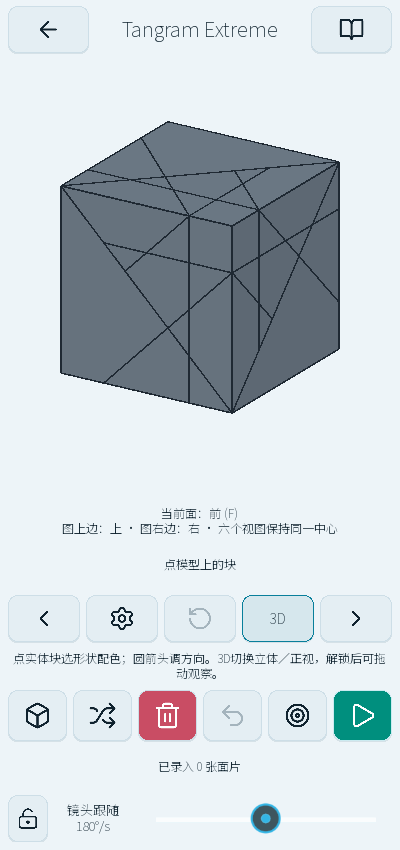 Tangram Extreme
当前面：前 (F)
图上边：上 · 图右边：右 · 六个视图保持同一中心
点模型上的块
3D
点实体块选形状配色；圆箭头调方向。3D切换立体／正视，解锁后可拖
动观察。
已录入 0 张面片
镜头跟随
180°/s